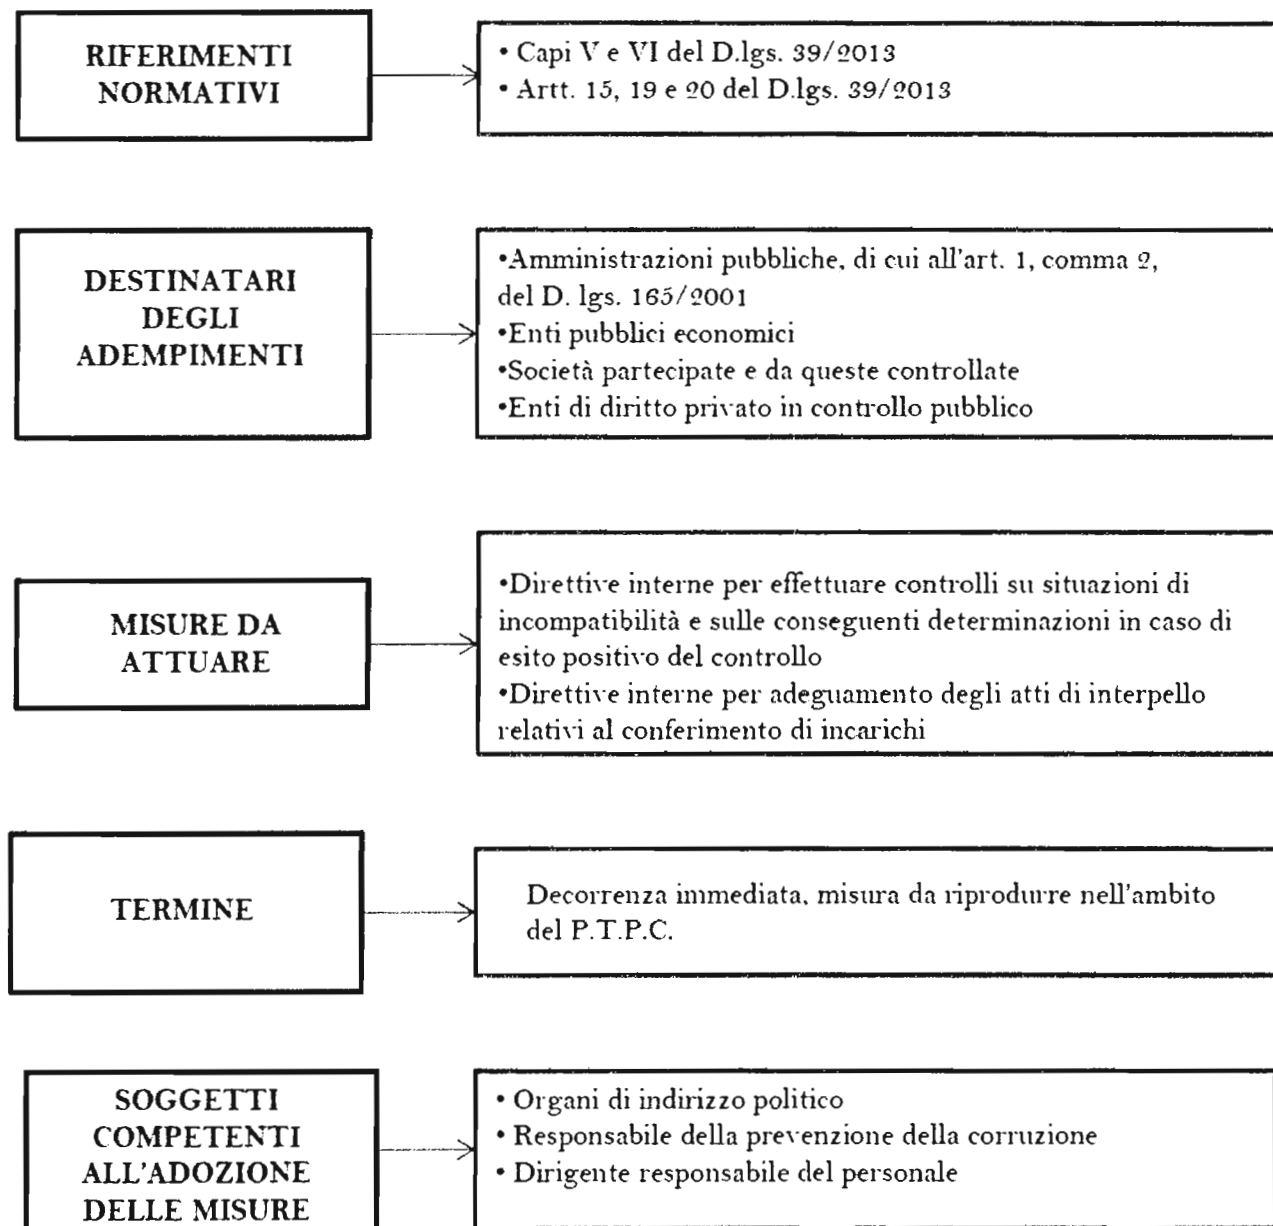 RIFERIMENTI
NORMATIVI
• Capi V e VI del D.lgs. 39/2013
• Artt. 15, 19 e 20 del D.lgs. 39/2013
DESTINATARI
DEGLI
ADEMPIMENTI
•Amministrazioni pubbliche, di cui all'art. 1, comma 2,
del D. lgs. 165/2001
•Enti pubblici economici
•Società partecipate e da queste controllate
•Enti di diritto privato in controllo pubblico
MISURE DA
ATTUARE
•Direttive interne per effettuare controlli su situazioni di
incompatibilità e sulle conseguenti determinazioni in caso di
esito positivo del controllo
•Direttive interne per adeguamento degli atti di interpello
relativi al conferimento di incarichi
TERMINE
Decorrenza immediata, misura da riprodurre nell'ambito
del P.T.P.C.
SOGGETTI
COMPETENTI
ALL'ADOZIONE
DELLE MISURE
• Organi di indirizzo politico
• Responsabile della prevenzione della corruzione
• Dirigente responsabile del personale